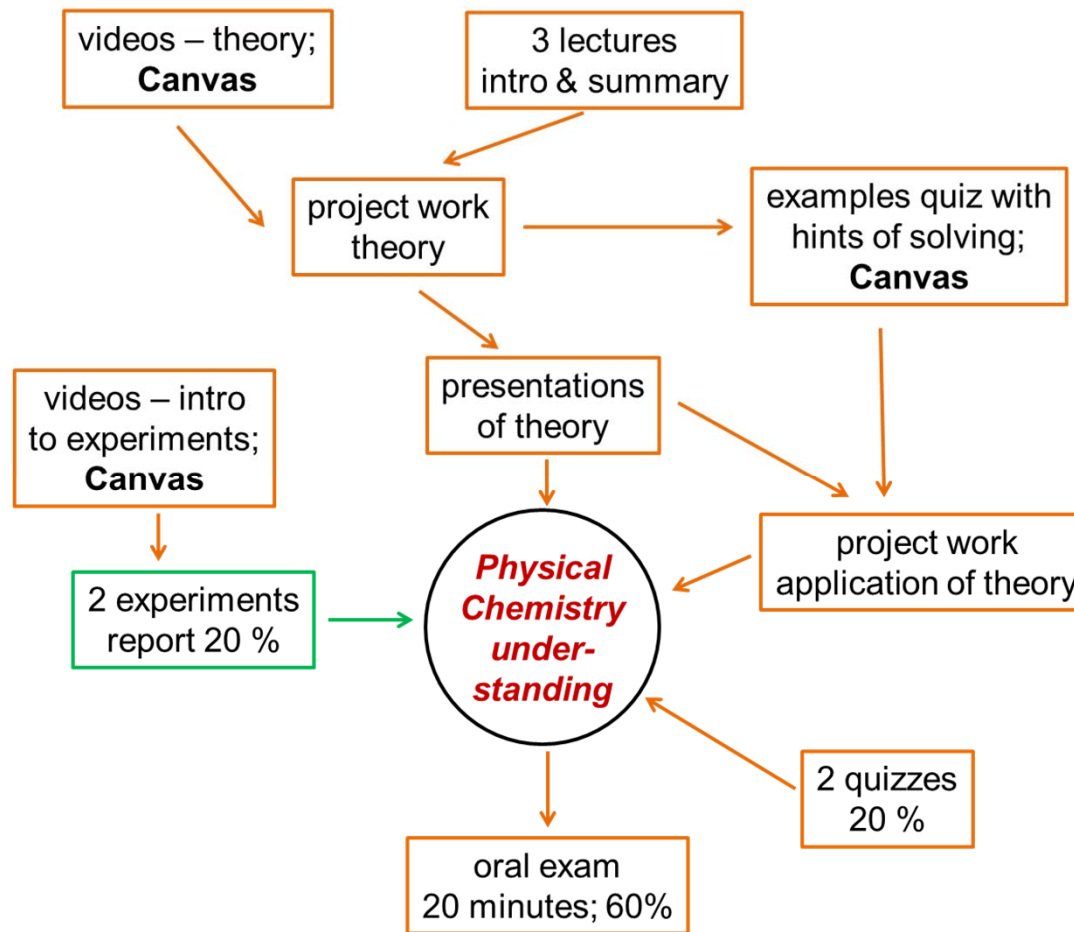 videos – theory;
Canvas
3 lectures
intro & summary
project work
theory
examples quiz with
hints of solving;
Canvas
videos – intro
to experiments;
Canvas
presentations
of theory
2 experiments
report 20 %
Physical
Chemistry
under-
standing
project work
application of theory
2 quizzes
20 %
oral exam
20 minutes; 60%